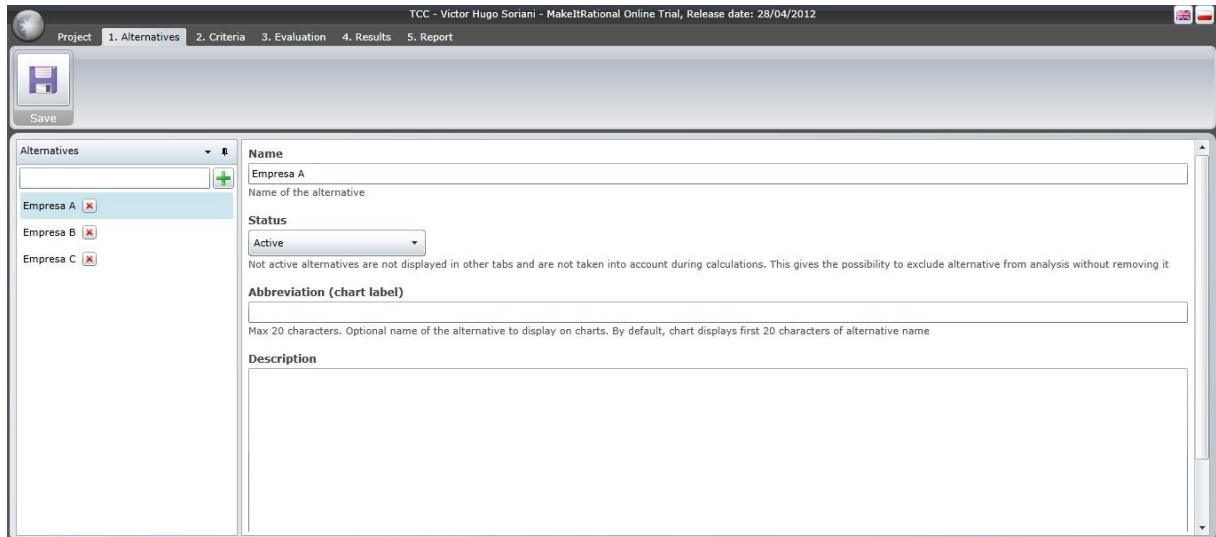 TCC - Victor Hugo Soriani - MakeItRational Online Trial, Release date: 28/04/2012
Project 1. Alternatives 2. Criteria 3. Evaluation 4. Results 5. Report
Save
Alternatives
Empresa A
Empresa B
Empresa C
Name
Empresa A
Name of the alternative
Status
Active
Not active alternatives are not displayed in other tabs and are not taken into account during calculations. This gives the possibility to exclude alternative from analysis without removing it
Abbreviation (chart label)
Max 20 characters. Optional name of the alternative to display on charts. By default, chart displays first 20 characters of alternative name
Description